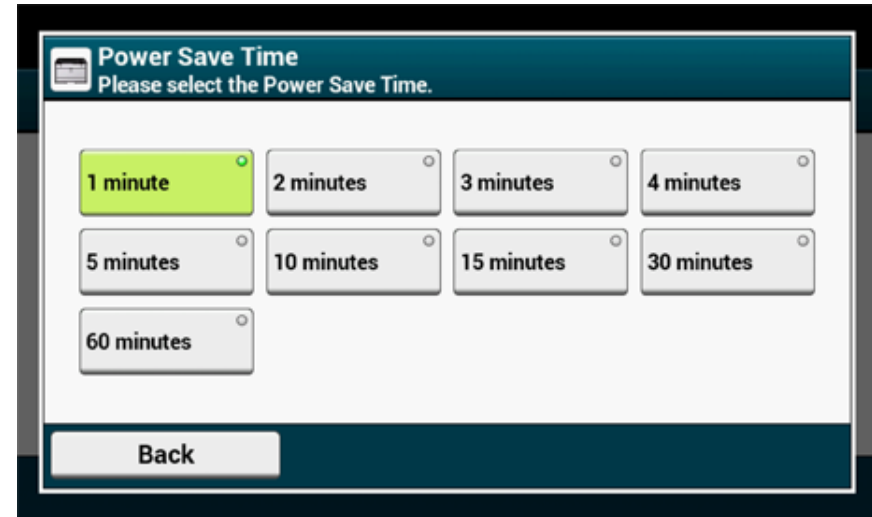 Power Save Time
Please select the Power Save Time.
1 minute
2 minutes
3 minutes
4 minutes
5 minutes
10 minutes
15 minutes
30 minutes
60 minutes
Back